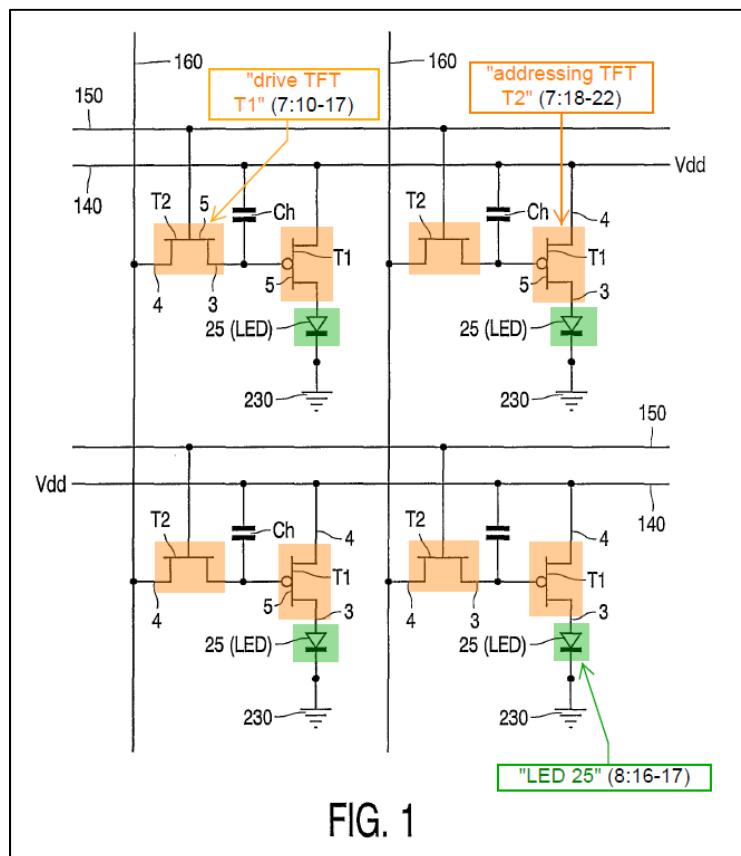 160
160
"drive TFT
T1" (7:10-17)
"addressing TFT
T2" (7:18-22)
150
140
Vdd
T2
5
Ch
T1
5
4
3
25 (LED)
230
T2
Ch
4
T1
5
3
25 (LED)
230
150
Vdd
140
T2
Ch
4
T1
5
4
3
25 (LED)
230
T2
4
T1
4
3
3
25 (LED)
230
"LED 25" (8:16-17)
FIG. 1